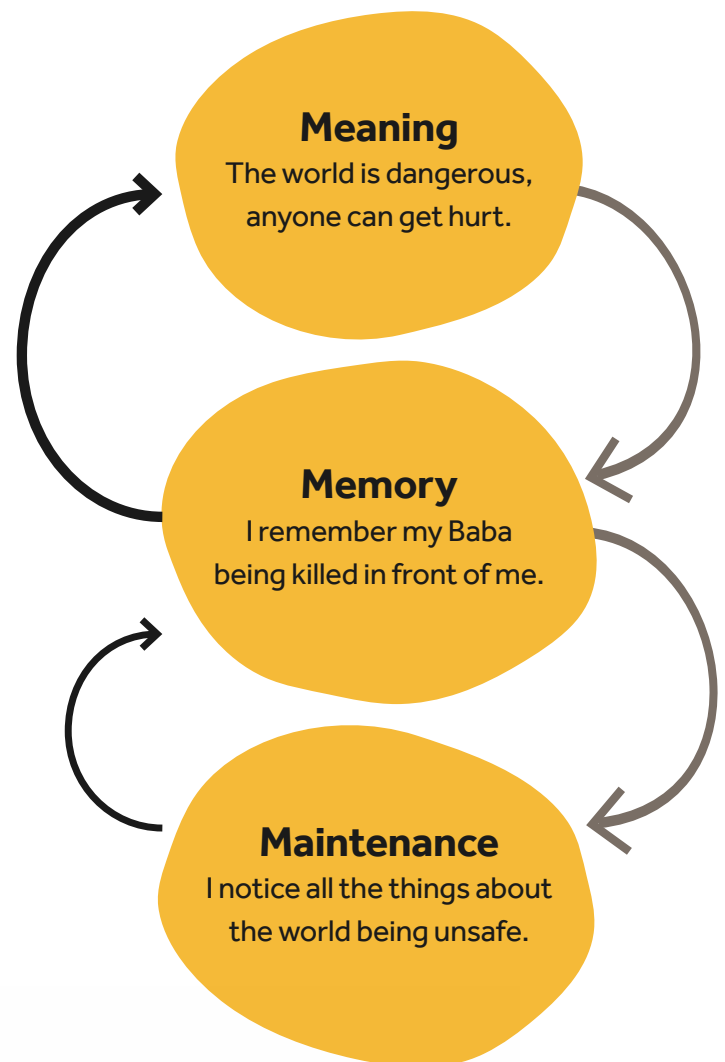 Meaning
The world is dangerous,
anyone can get hurt.
Memory
I remember my Baba
being killed in front of me.
Maintenance
I notice all the things about
the world being unsafe.